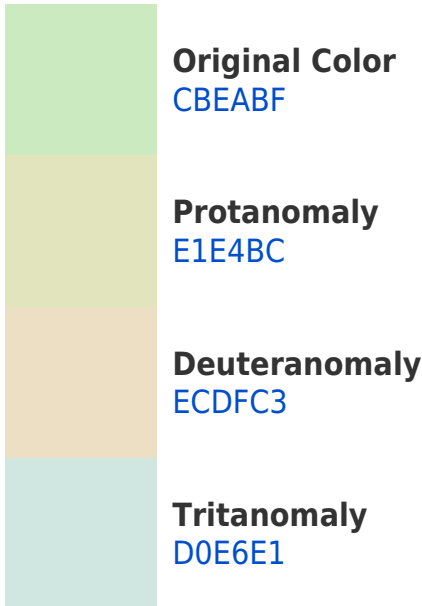 Original Color
CBEABF
Protanomaly
E1E4BC
Deuteranomaly
ECDFC3
Tritanomaly
D0E6E1